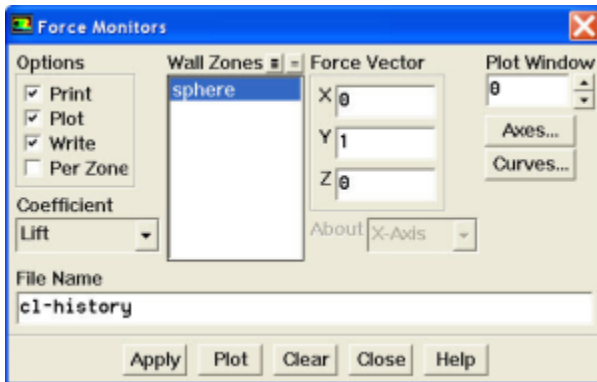 Force Monitors
Options
Print
Plot
Write
Per Zone
Coefficient
Lift
Wall Zones
sphere
Force Vector
X 0
Y 1
Z 0
About X-Axis
Plot Window
0
Axes...
Curves...
File Name
cl-history
Apply Plot Clear Close Help